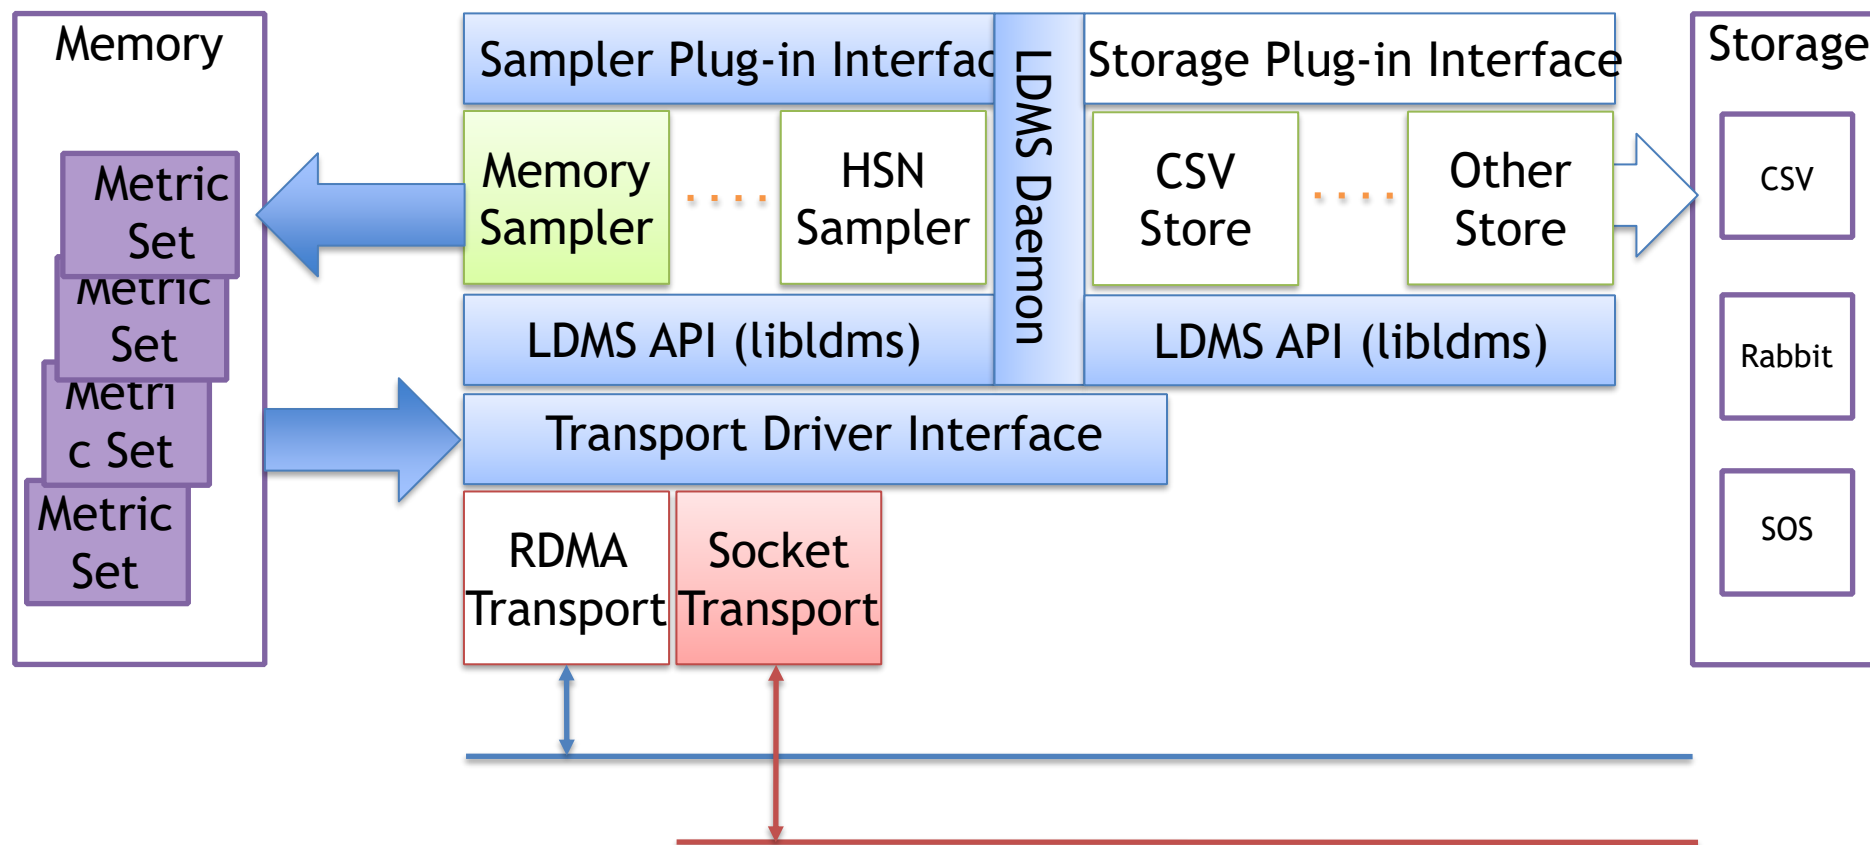 Memory
Metric
Set
Metric
Set
Metri
c Set
Metric
Set
Sampler Plug-in Interfac
LDMS Daemon
Storage Plug-in Interface
Memory
Sampler
HSN
Sampler
CSV
Store
Other
Store
LDMS API (libldms)
LDMS API (libldms)
Transport Driver Interface
RDMA
Transport
Socket
Transport
Storage
CSV
Rabbit
SOS